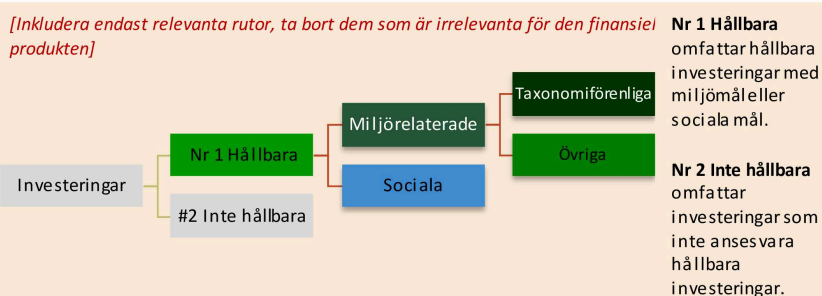 [Inkludera endast relevanta rutor, ta bort dem som är irrelevanta för den finansiel
produkten]
Taxonomiförenliga
Miljörelaterade
Nr 1 Hållbara
Övriga
Investeringar
Sociala
#2 Inte hållbara
Nr 1 Hållbara
omfattar hållbara
investeringar med
miljömål eller
sociala mål.
Nr 2 Inte hållbara
omfattar
investeringar som
inte anses vara
hållbara
investeringar.